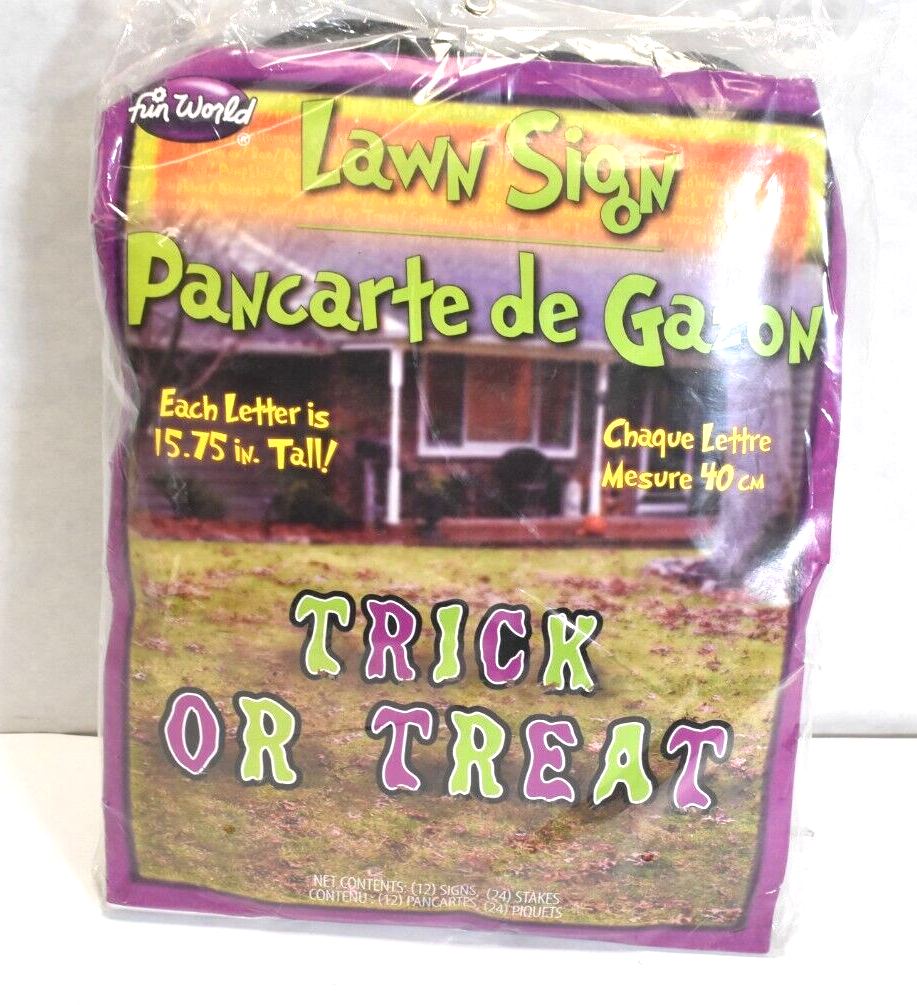 fun World
®
Lawn Sign
Pancarte de Gazon
Each Letter is
15.75 in. Tall!
Chaque Lettre
Mesure 40 cm
TRICK
OR TREAT
NET CONTENTS: (12) SIGNS, (24) STAKES
CONTENU : (12) PANCARTES, (24) PIQUETS